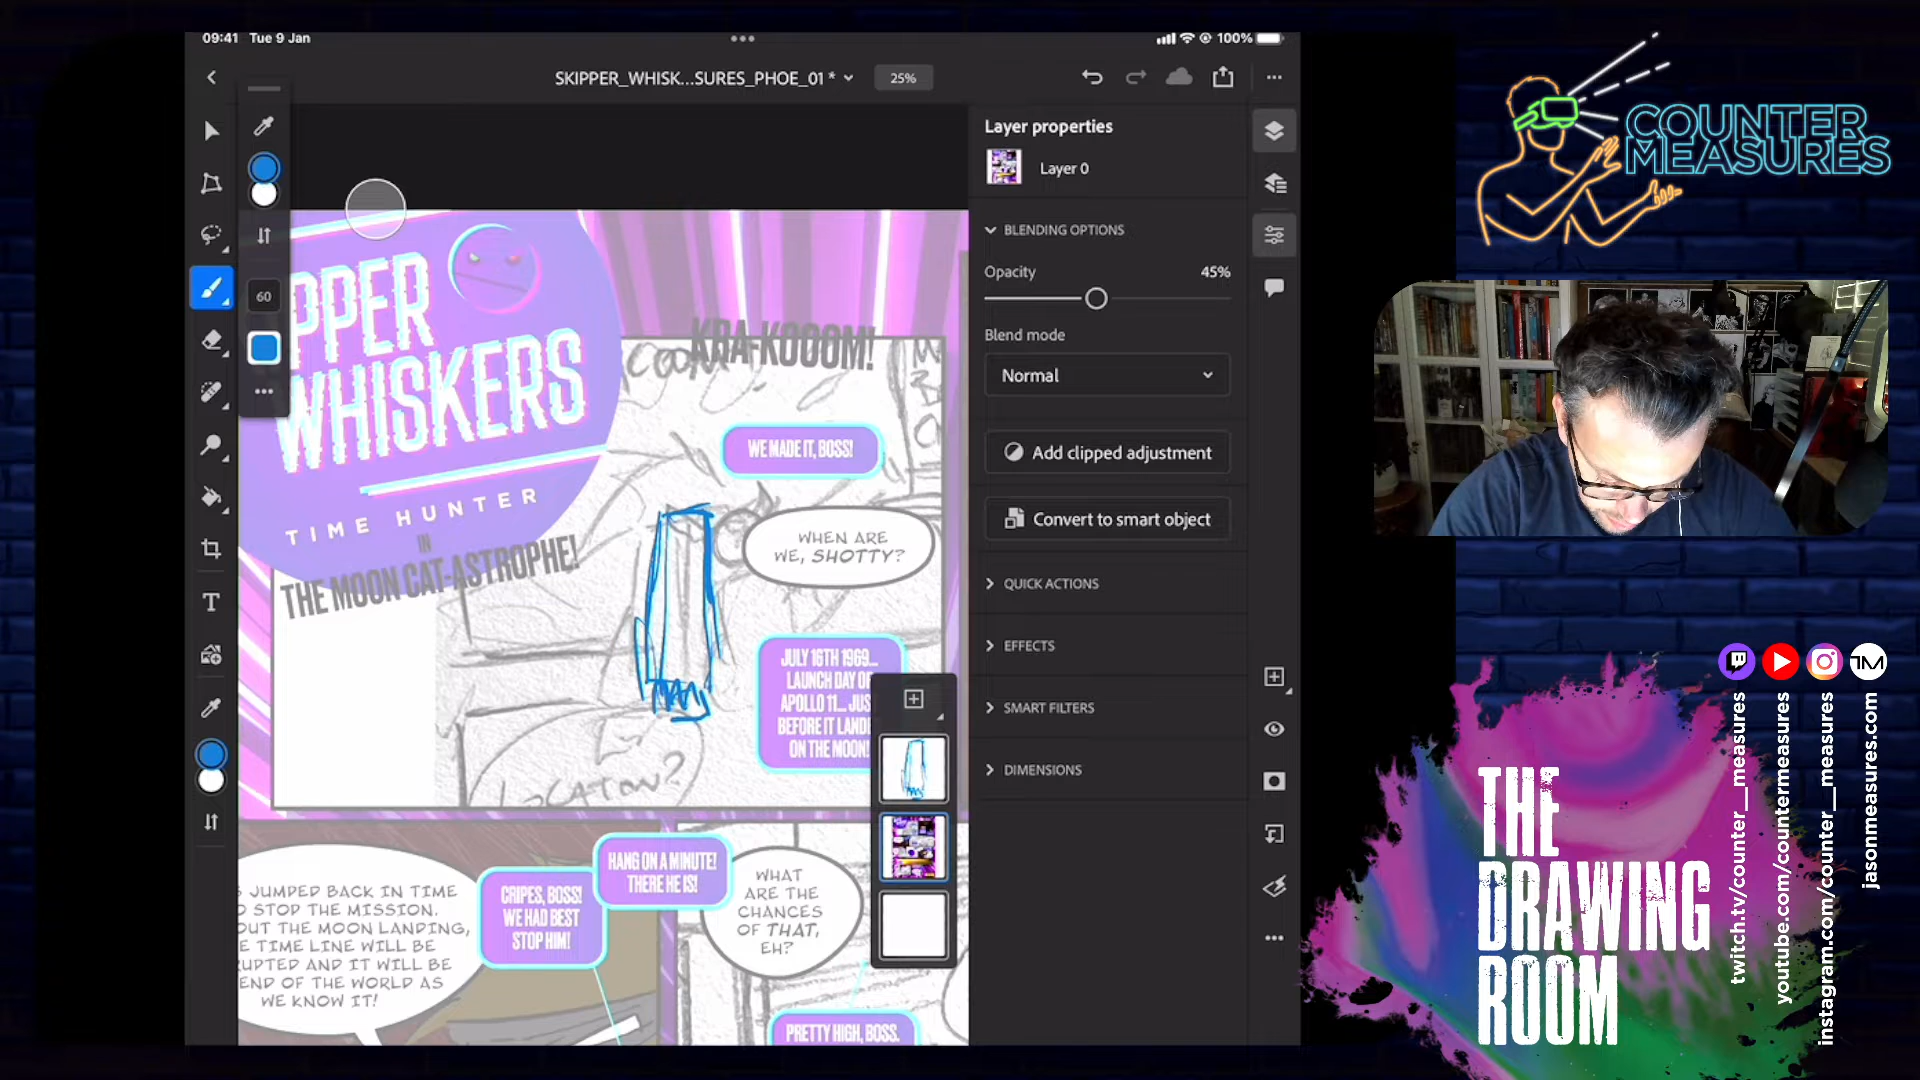 09:41 Tue 9 Jan
100%
SKIPPER_WHISK...SURES_PHOE_01 *
25%
60
PPER
WHISKERS
TIME HUNTER
IN
THE MOON CAT-ASTROPHE!
KRA-KOOOM!
WE MADE IT, BOSS!
WHEN ARE
WE, SHOTTY?
JULY 16TH 1969...
LAUNCH DAY OF
APOLLO 11... JUS
BEFORE IT LAND
ON THE MOON!
LOCATION?
JUMPED BACK IN TIME
STOP THE MISSION.
OUT THE MOON LANDING,
E TIME LINE WILL BE
RUPTED AND IT WILL BE
END OF THE WORLD AS
WE KNOW IT!
CRIPES, BOSS!
WE HAD BEST
STOP HIM!
HANG ON A MINUTE!
THERE HE IS!
WHAT
ARE THE
CHANCES
OF THAT,
EH?
PRETTY HIGH, BOSS.
Layer properties
Layer 0
BLENDING OPTIONS
Opacity 45%
Blend mode
Normal
Add clipped adjustment
Convert to smart object
QUICK ACTIONS
EFFECTS
SMART FILTERS
DIMENSIONS
COUNTER
MEASURES
THE
DRAWING
ROOM
twitch.tv/counter__measures
youtube.com/countermeasures
instagram.com/counter__measures
jasonmeasures.com